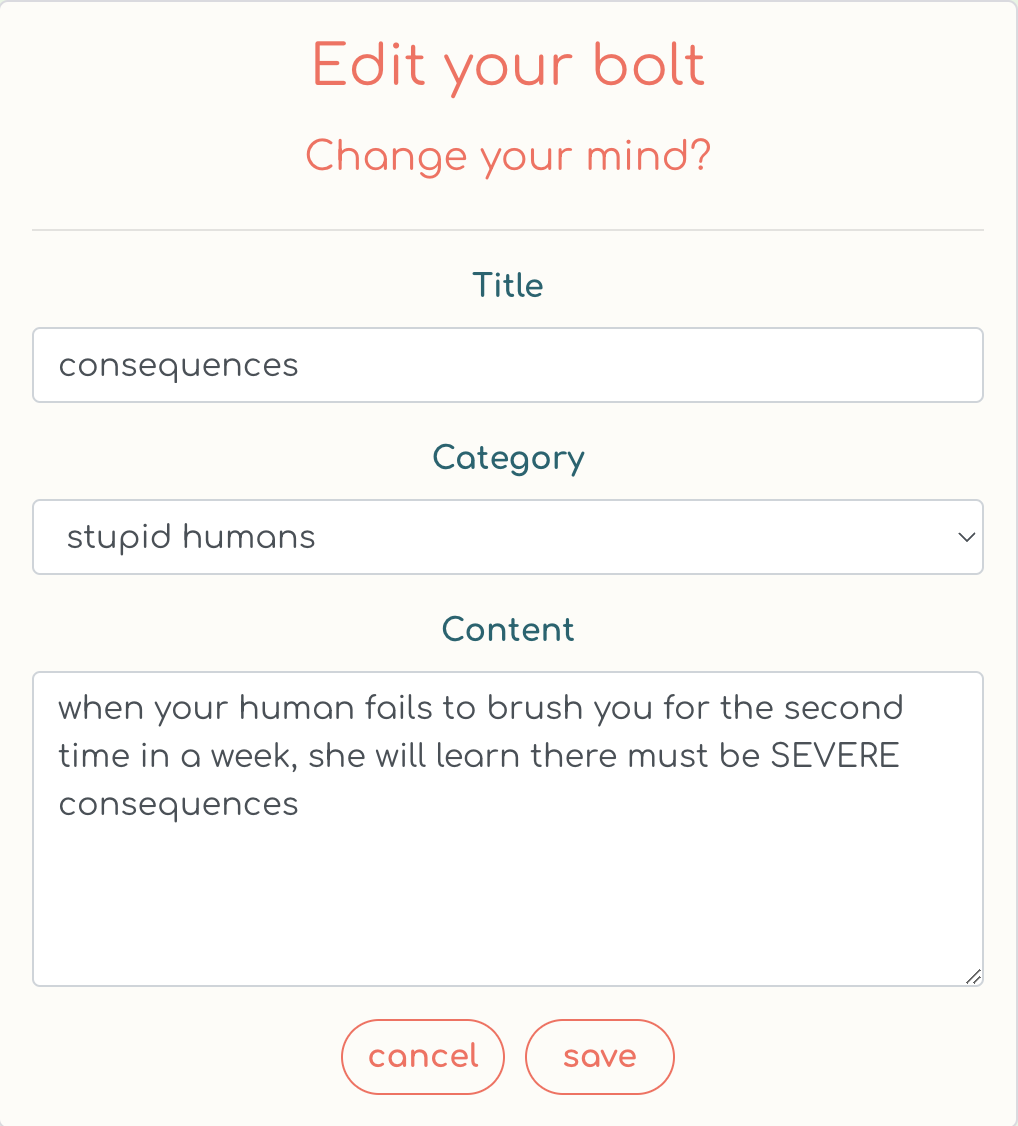 Edit your bolt
Change your mind?
Title
consequences
Category
stupid humans
Content
when your human fails to brush you for the second
time in a week, she will learn there must be SEVERE
consequences
cancel save